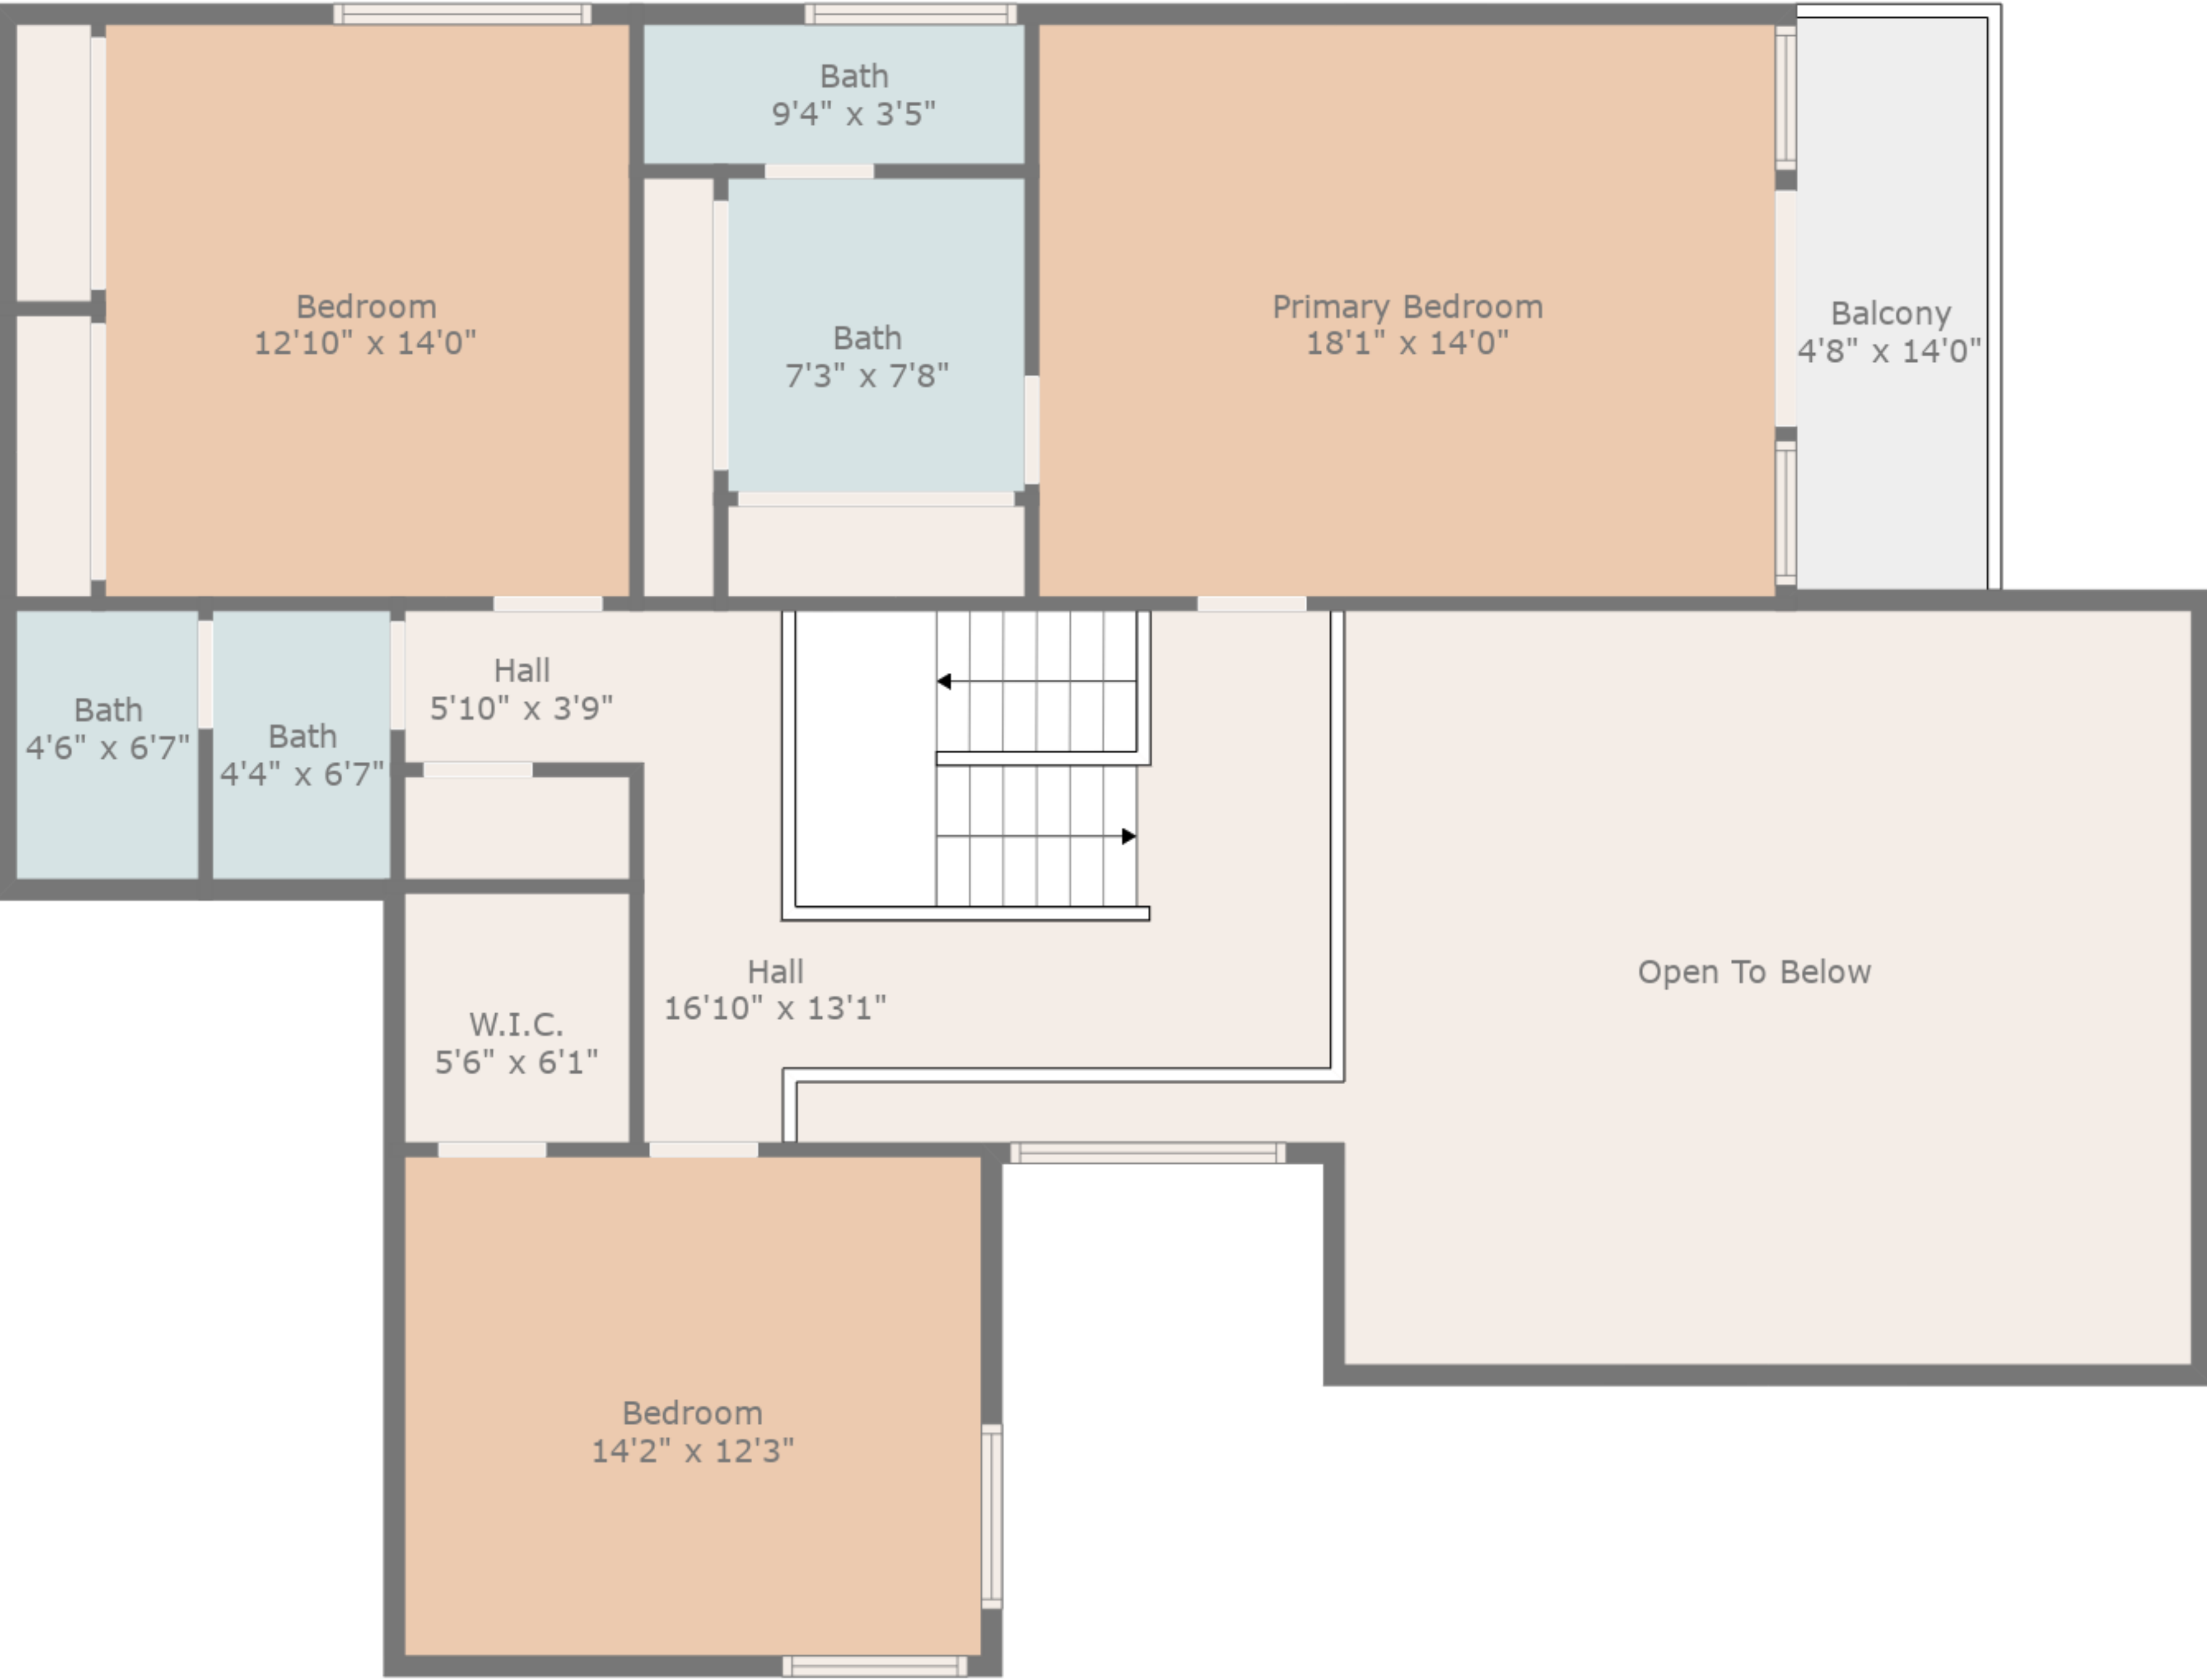 Bath
9'4" x 3'5"
Bedroom
12'10" x 14'0"
Bath
7'3" x 7'8"
Primary Bedroom
18'1" x 14'0"
Balcony
4'8" x 14'0"
Bath
4'6" x 6'7"
Bath
4'4" x 6'7"
Hall
5'10" x 3'9"
Hall
16'10" x 13'1"
Open To Below
W.I.C.
5'6" x 6'1"
Bedroom
14'2" x 12'3"